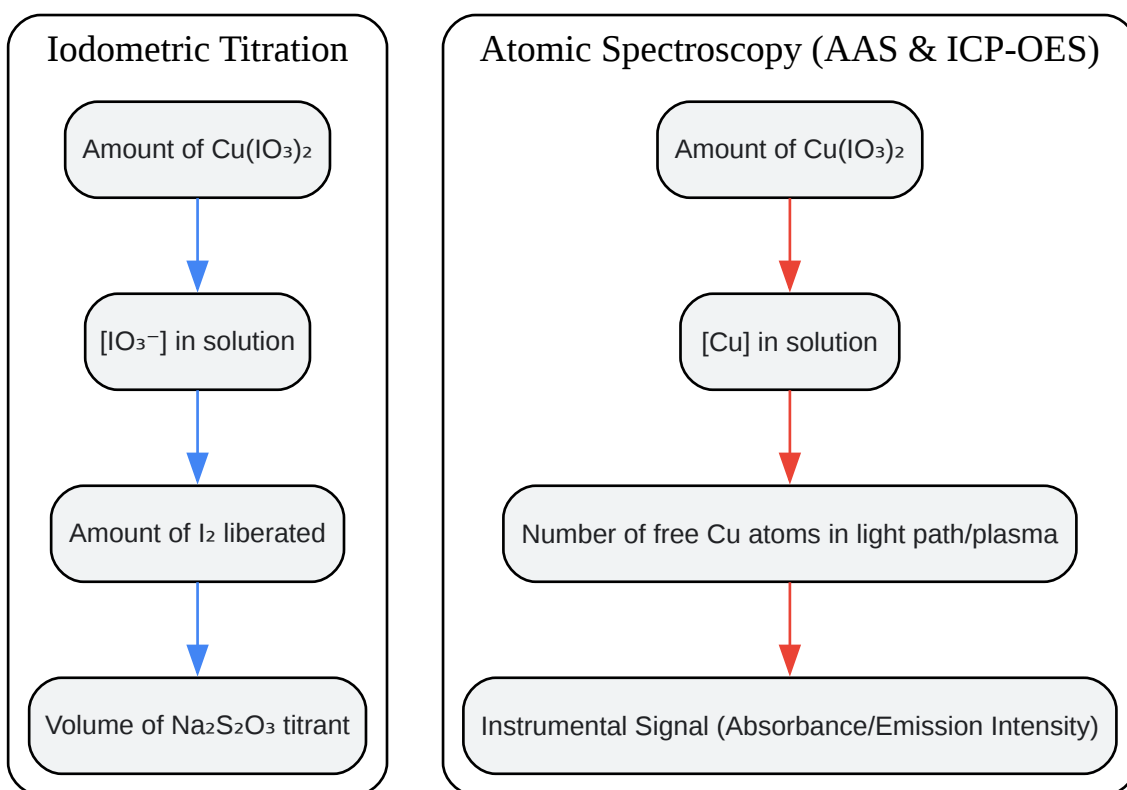 Iodometric Titration
Amount of Cu(IO₃)₂
[IO₃⁻] in solution
Amount of I₂ liberated
Volume of Na₂S₂O₃ titrant
Atomic Spectroscopy (AAS & ICP-OES)
Amount of Cu(IO₃)₂
[Cu] in solution
Number of free Cu atoms in light path/plasma
Instrumental Signal (Absorbance/Emission Intensity)